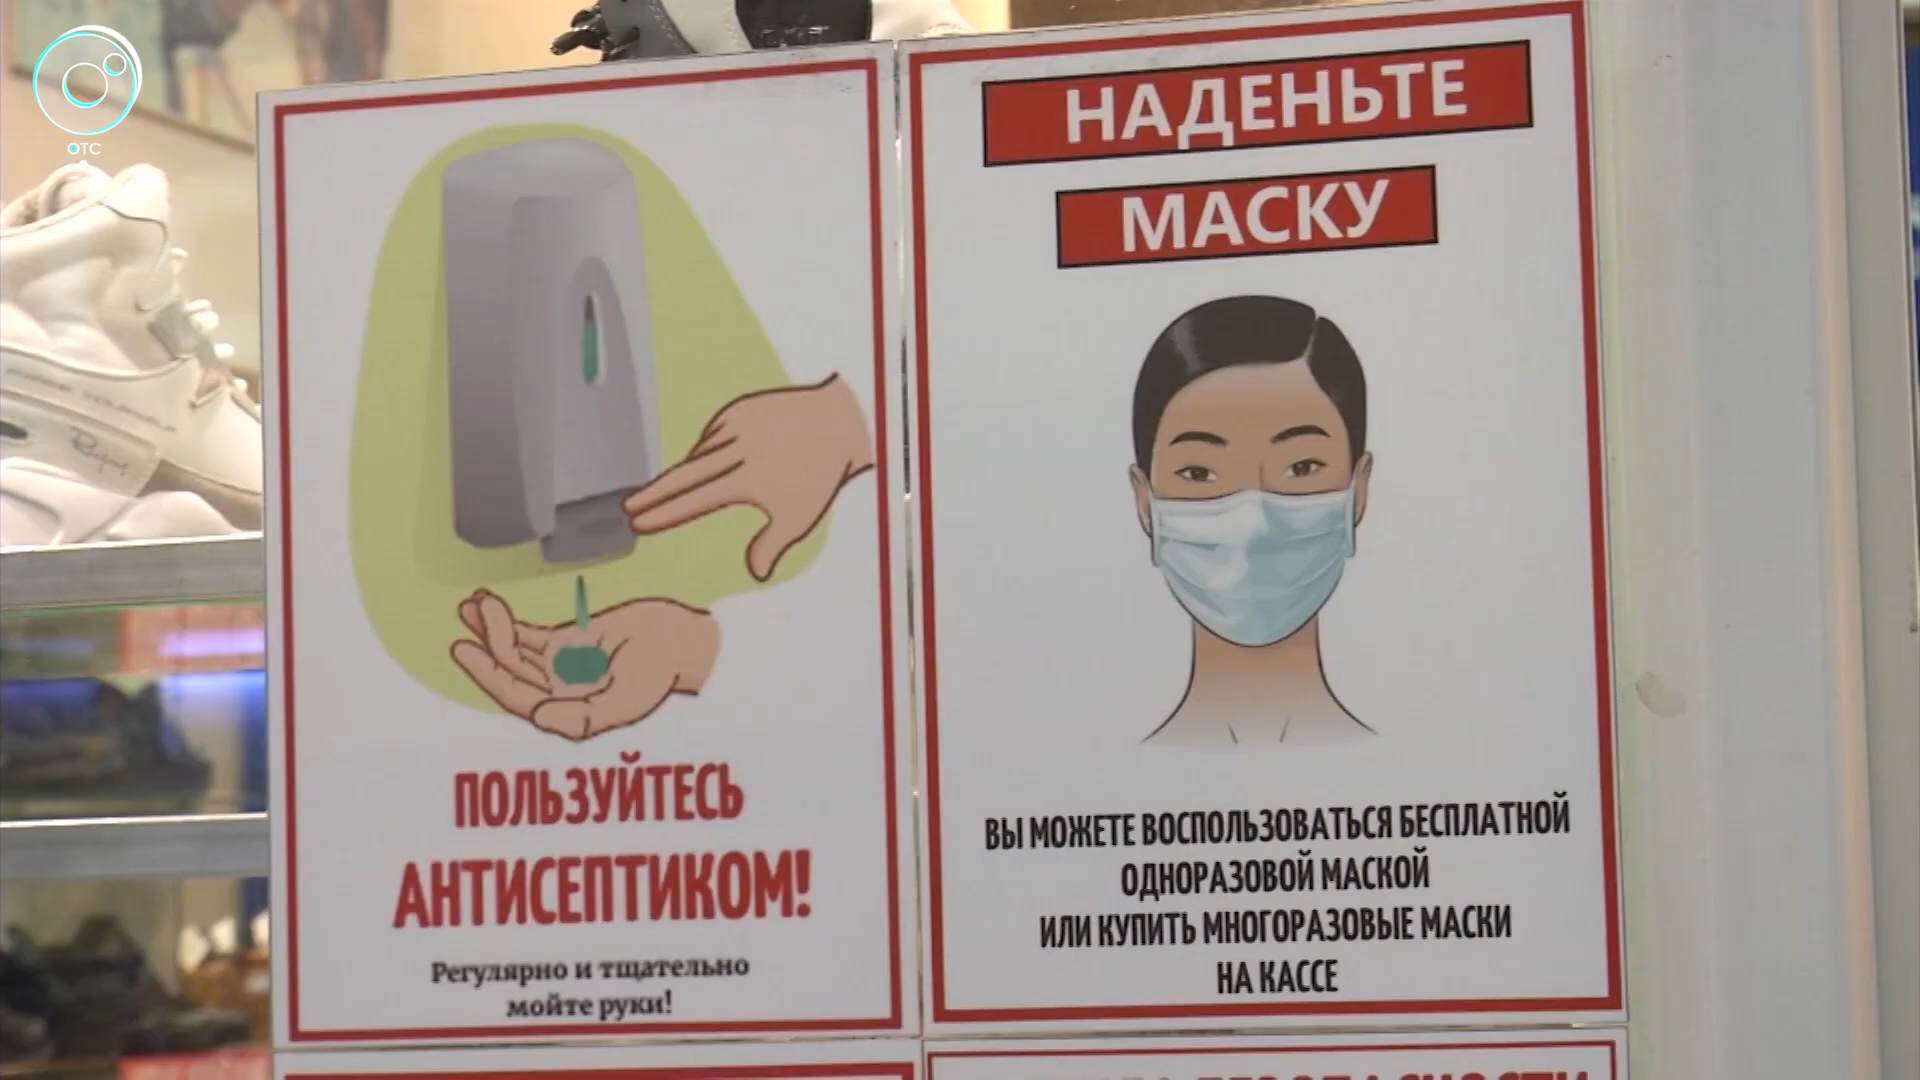 ОТС
ПОЛЬЗУЙТЕСЬ
АНТИСЕПТИКОМ!
Регулярно и тщательно
мойте руки!
НАДЕНЬТЕ
МАСКУ
ВЫ МОЖЕТЕ ВОСПОЛЬЗОВАТЬСЯ БЕСПЛАТНОЙ
ОДНОРАЗОВОЙ МАСКОЙ
ИЛИ КУПИТЬ МНОГОРАЗОВЫЕ МАСКИ
НА КАССЕ